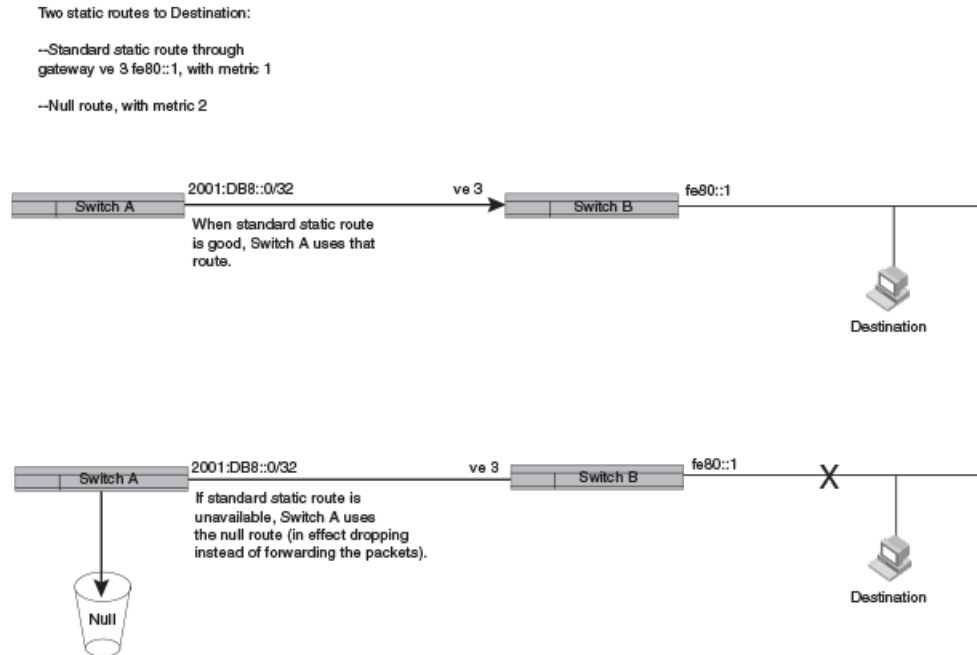 Two static routes to Destination:
--Standard static route through
gateway ve 3 fe80::1, with metric 1
--Null route, with metric 2
2001:DB8::0/32
ve 3
fe80::1
Switch A
Switch B
When standard static route
is good, Switch A uses that
route.
Destination
2001:DB8::0/32
ve 3
fe80::1
Switch A
Switch B
X
If standard static route is
unavailable, Switch A uses
the null route (in effect dropping
instead of forwarding the packets).
Destination
Null